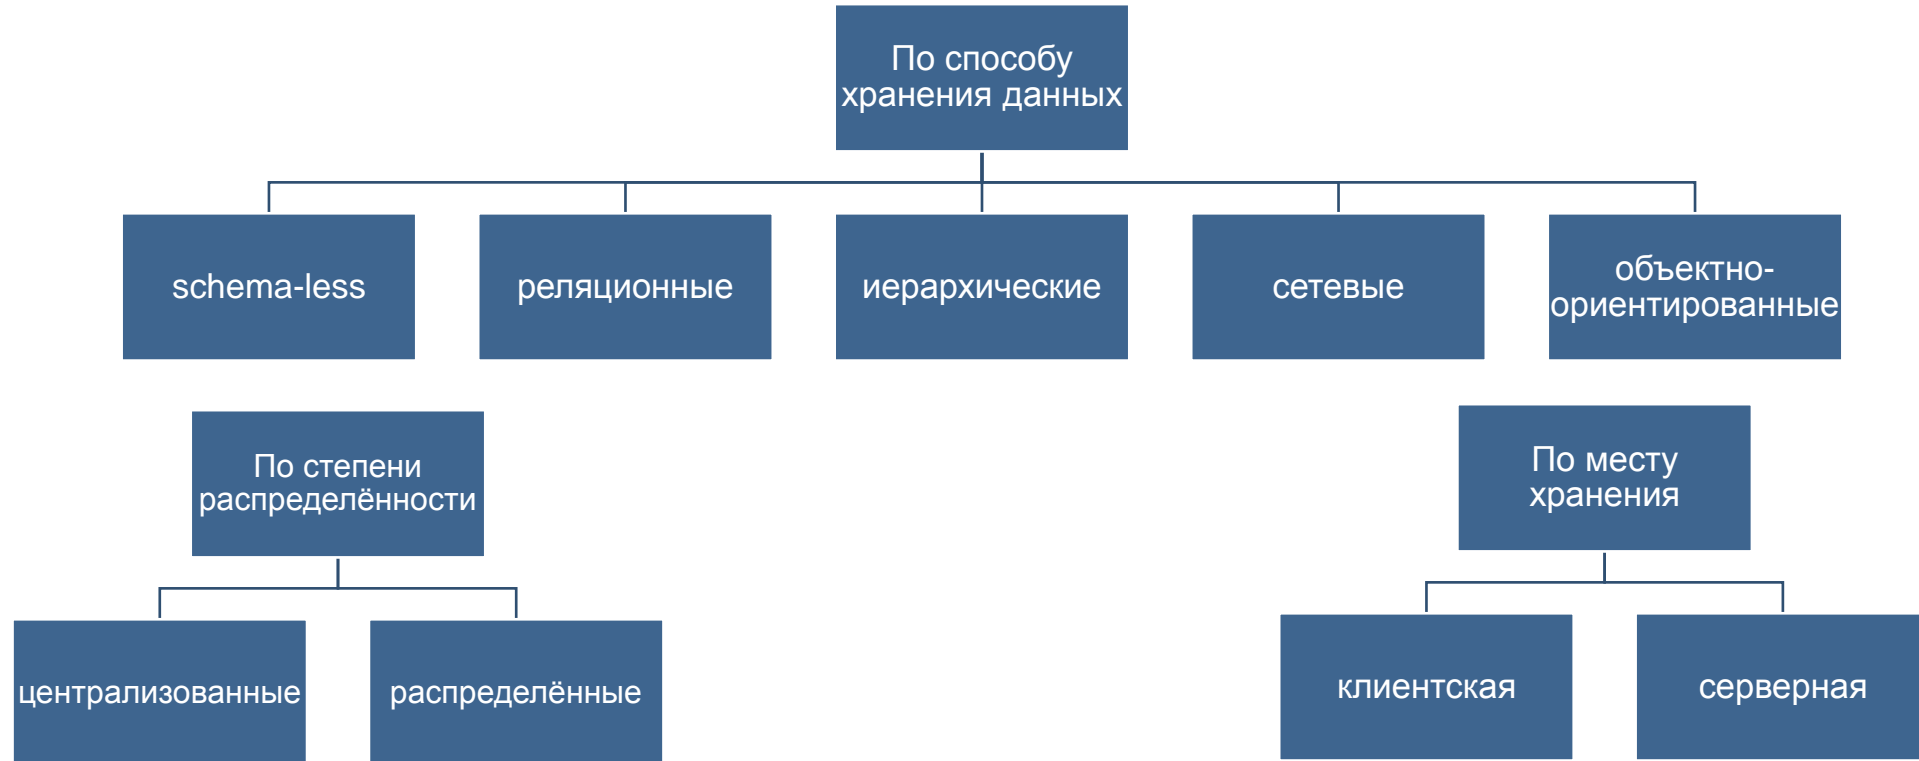 По способу
хранения данных
schema-less
реляционные
иерархические
сетевые
объектно-
ориентированные
По степени
распределённости
По месту
хранения
централизованные
распределённые
клиентская
серверная